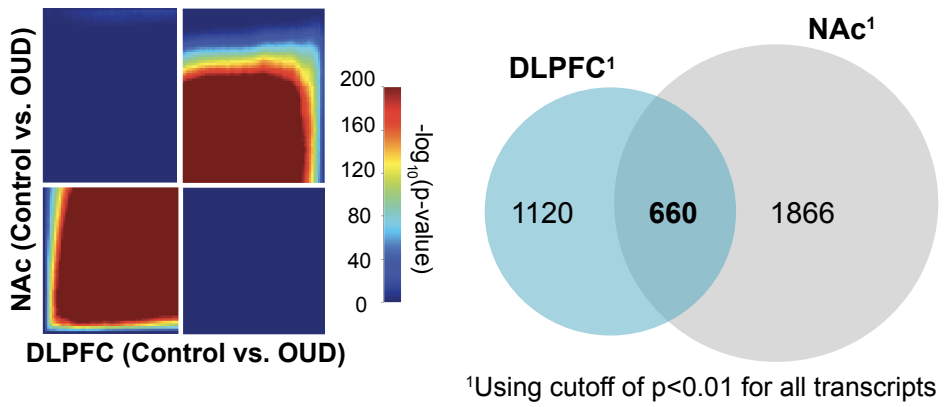 NAc (Control vs. OUD)
DLPFC (Control vs. OUD)
200
160
120
80
40
0
-log10(p-value)
DLPFC¹
NAc¹
1120
660
1866
¹Using cutoff of p<0.01 for all transcripts